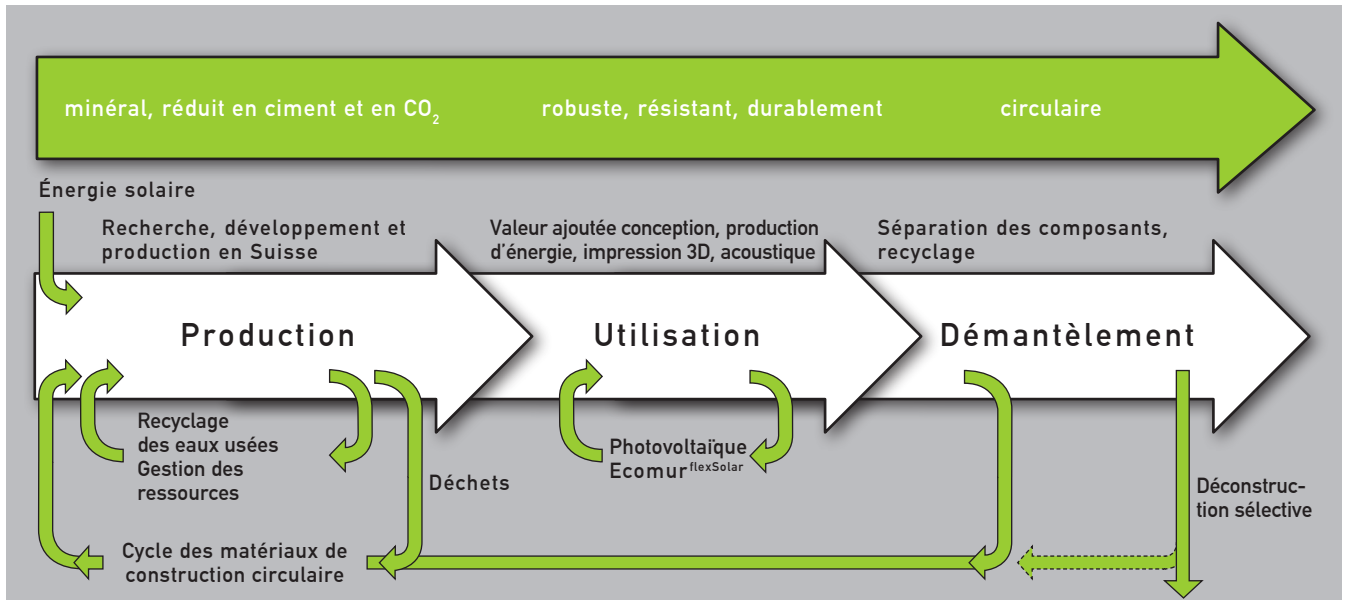 minéral, réduit en ciment et en CO₂
robuste, résistant, durablement
circulaire
Énergie solaire
Recherche, développement et
production en Suisse
Valeur ajoutée conception, production
d'énergie, impression 3D, acoustique
Séparation des composants,
recyclage
Production
Utilisation
Démantèlement
Recyclage
des eaux usées
Gestion des
ressources
Déchets
Photovoltaïque
Ecomur flexSolar
Déconstruc-
tion sélective
Cycle des matériaux de
construction circulaire